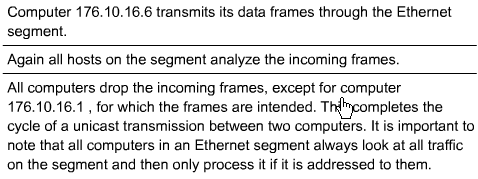 Computer 176.10.16.6 transmits its data frames through the Ethernet
segment.
Again all hosts on the segment analyze the incoming frames.
All computers drop the incoming frames, except for computer
176.10.16.1 , for which the frames are intended. completes the
cycle of a unicast transmission between two computers. It is important to
note that all computers in an Ethernet segment always look at all traffic
on the segment and then only process it if it is addressed to them.